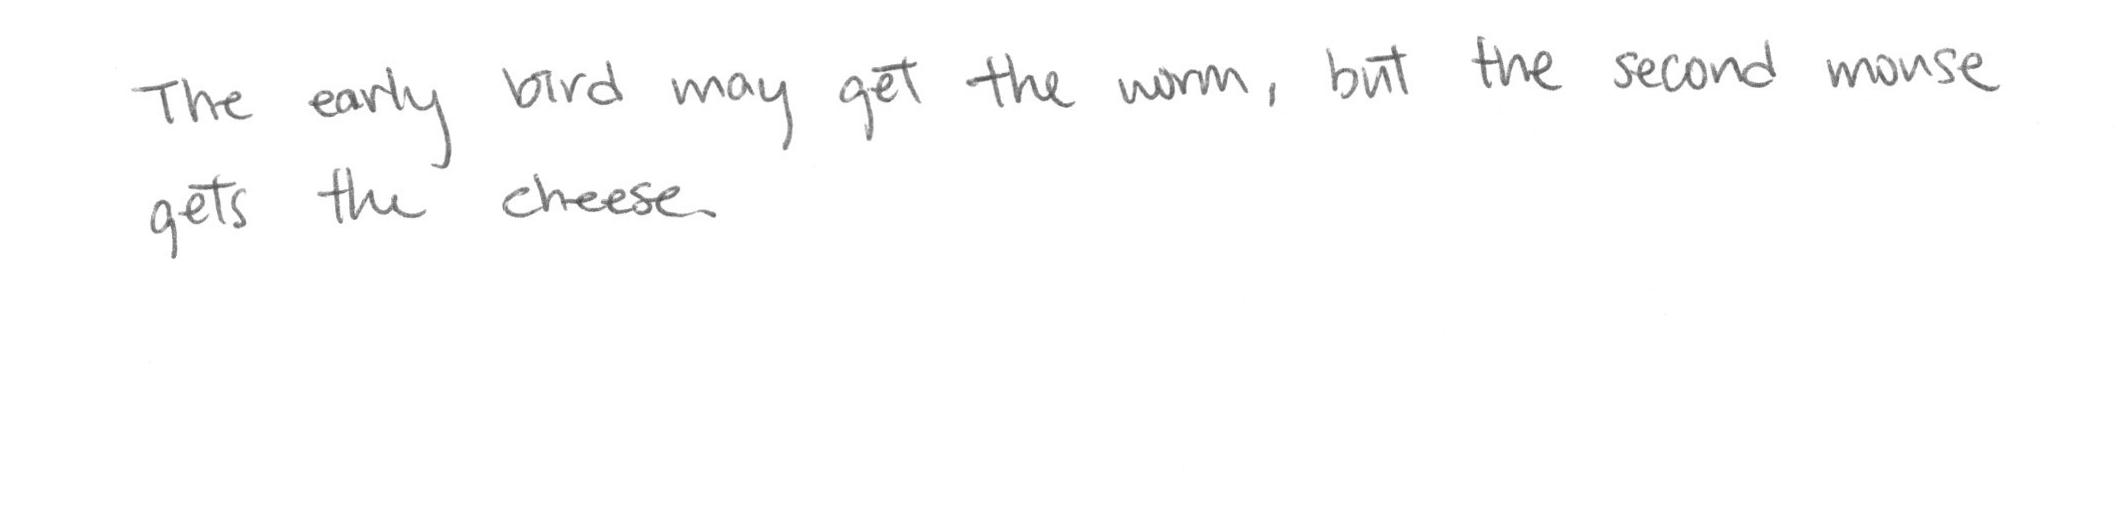 The early bird may get the worm, but the second mouse
gets the cheese.